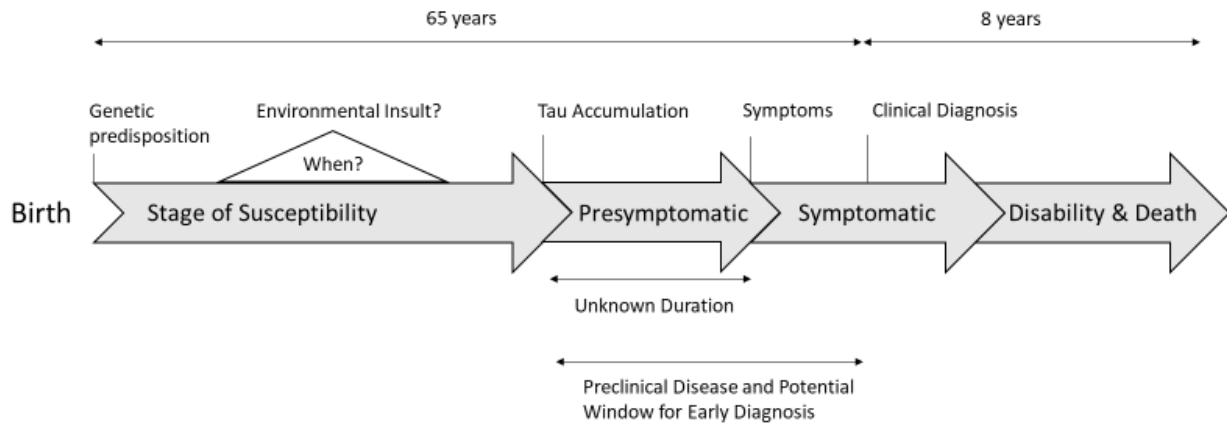 65 years
8 years
Genetic
predisposition
Environmental Insult?
Tau Accumulation
Symptoms
Clinical Diagnosis
When?
Birth
Stage of Susceptibility
Presymptomatic
Symptomatic
Disability & Death
Unknown Duration
Preclinical Disease and Potential
Window for Early Diagnosis